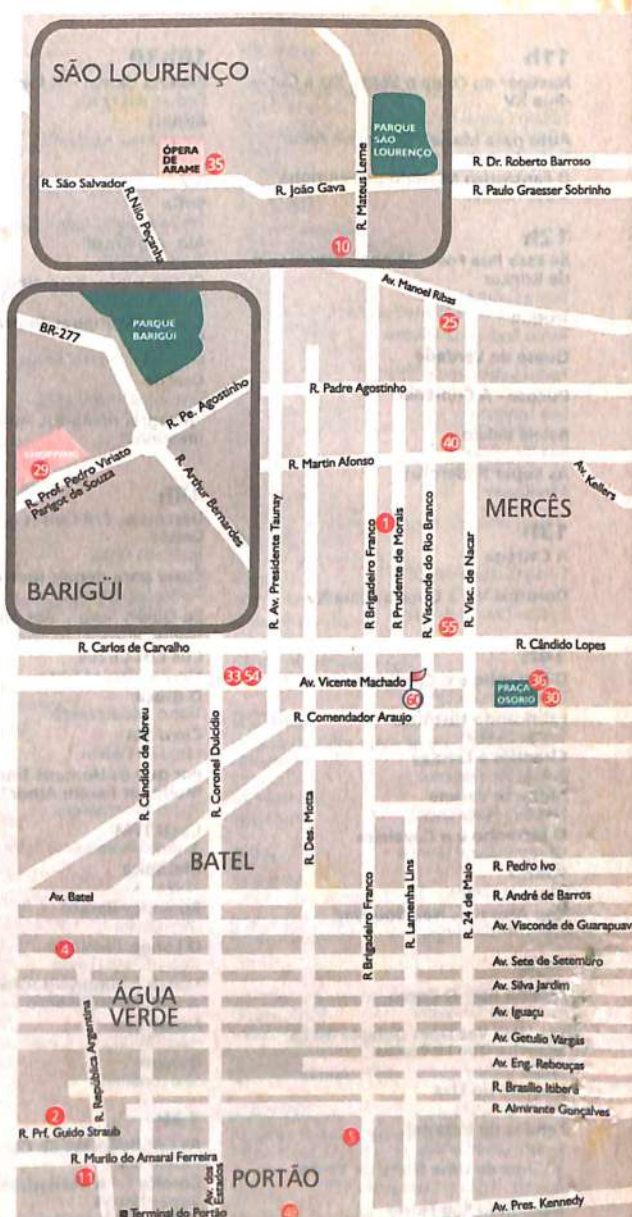 SÃO LOURENÇO
ÓPERA
DE
ARAME
35
PARQUE
SÃO
LOURENÇO
R. Dr. Roberto Barroso
R. São Salvador
R. João Gava
R. Paulo Graesser Sobrinho
R. Nilo Peçanha
R. Mateus Leme
10
Av. Manoel Ribas
25
BR-277
PARQUE
BARIGÜI
R. Pe. Agostinho
R. Padre Agostinho
SHOPPING
29
R. Prof. Pedro Viriato
Parigot de Souza
R. Arthur Bernardes
BARIGÜI
40
R. Martin Afonso
Av. Kellers
MERCÊS
R. Av. Presidente Taunay
R Brigadeiro Franco
1
R Prudente de Morais
R. Visconde do Rio Branco
R. Visc. de Nacar
55
R. Carlos de Carvalho
R. Cândido Lopes
33
54
Av. Vicente Machado
60
PRAÇA
OSORIO
36
30
R. Comendador Araujo
R. Cândido de Abreu
R. Coronel Dulcidio
R. Des. Motta
BATEL
R Brigadeiro Franco
R. Lamenha Lins
R. 24 de Maio
R. Pedro Ivo
Av. Batel
R. André de Barros
Av. Visconde de Guarapuav
4
Av. Sete de Setembro
Av. Silva Jardim
ÁGUA
VERDE
Av. Iguaçu
Av. Getulio Vargas
R. República Argentina
Av. Eng. Rebouças
R. Brasílio Itiberá
2
R. Almirante Gonçalves
R. Prf. Guido Straub
R. Murilo do Amaral Ferreira
11
Av. dos
Estados
PORTÃO
Terminal do Portão
Av. Pres. Kennedy